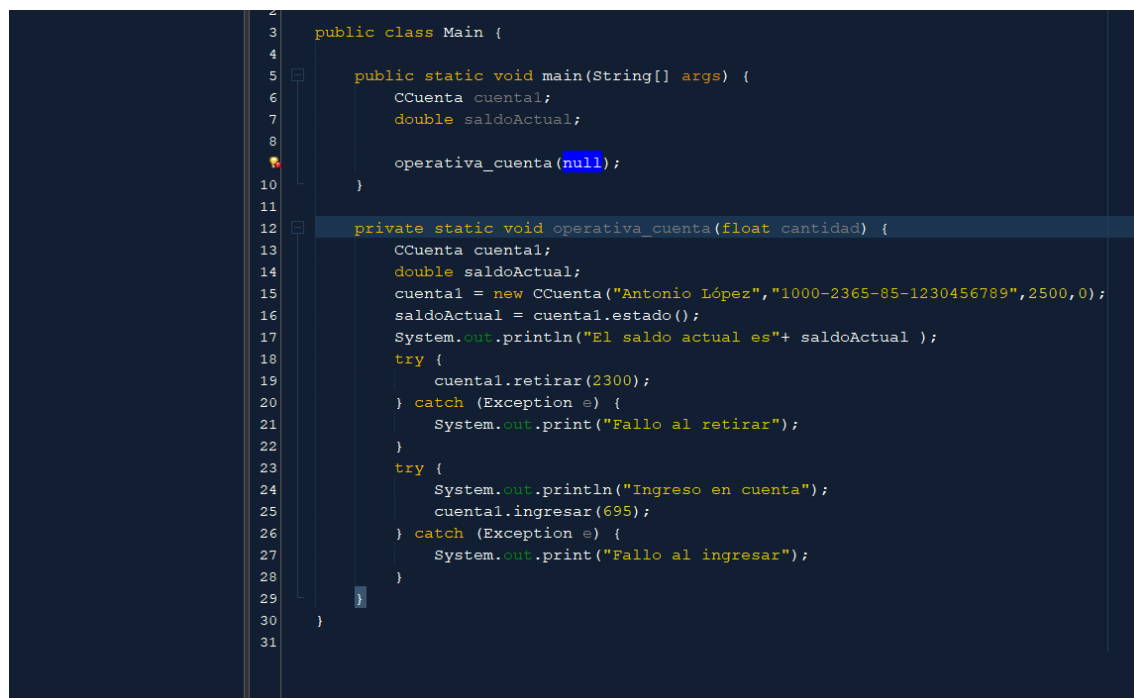 2
3 public class Main {
4
5 public static void main(String[] args) {
6 CCuenta cuenta1;
7 double saldoActual;
8
operativa_cuenta(null);
10 }
11
12 private static void operativa_cuenta(float cantidad) {
13 CCuenta cuenta1;
14 double saldoActual;
15 cuenta1 = new CCuenta("Antonio López","1000-2365-85-1230456789",2500,0);
16 saldoActual = cuenta1.estado();
17 System.out.println("El saldo actual es"+ saldoActual );
18 try {
19 cuenta1.retirar(2300);
20 } catch (Exception e) {
21 System.out.print("Fallo al retirar");
22 }
23 try {
24 System.out.println("Ingreso en cuenta");
25 cuenta1.ingresar(695);
26 } catch (Exception e) {
27 System.out.print("Fallo al ingresar");
28 }
29 }
30 }
31